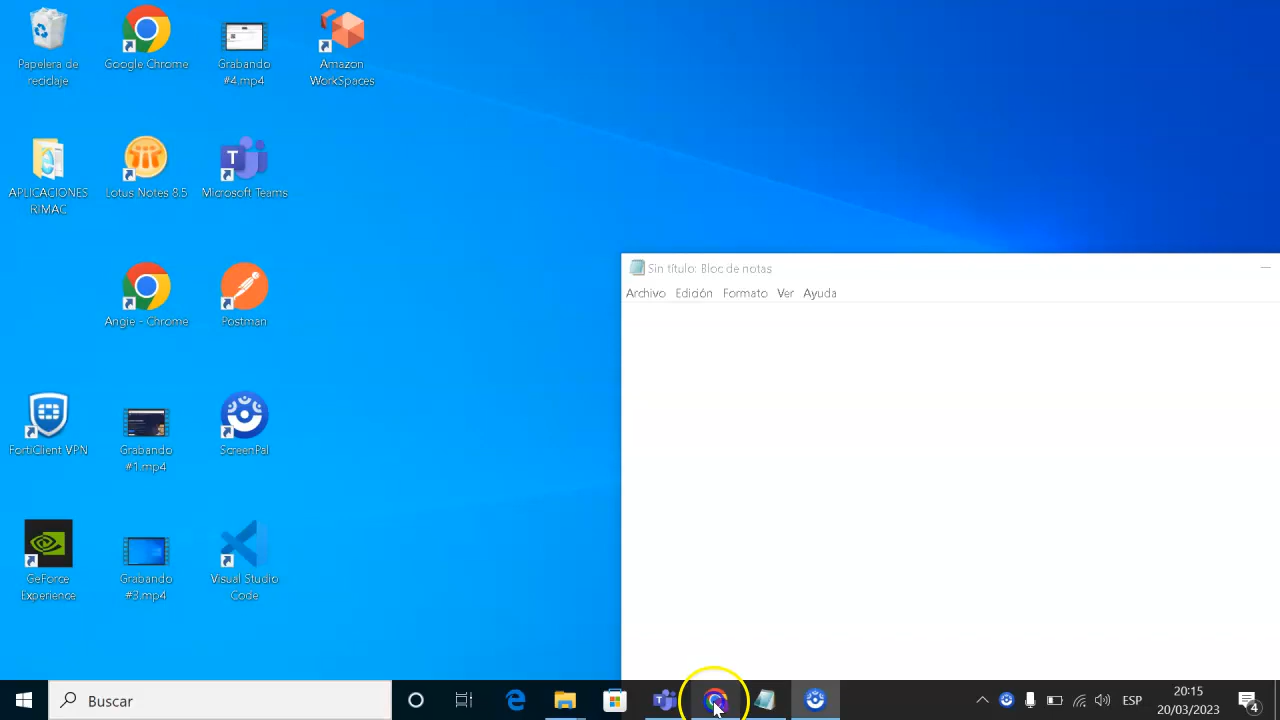 Papelera de
reciclaje
Google Chrome
Grabando
#4.mp4
Amazon
WorkSpaces
APLICACIONES
RIMAC
Lotus Notes 8.5
Microsoft Teams
Angie - Chrome
Postman
FortiClient VPN
Grabando
#1.mp4
ScreenPal
GeForce
Experience
Grabando
#3.mp4
Visual Studio
Code
Sin título: Bloc de notas
Archivo Edición Formato Ver Ayuda
Buscar
ESP
20:15
20/03/2023
4